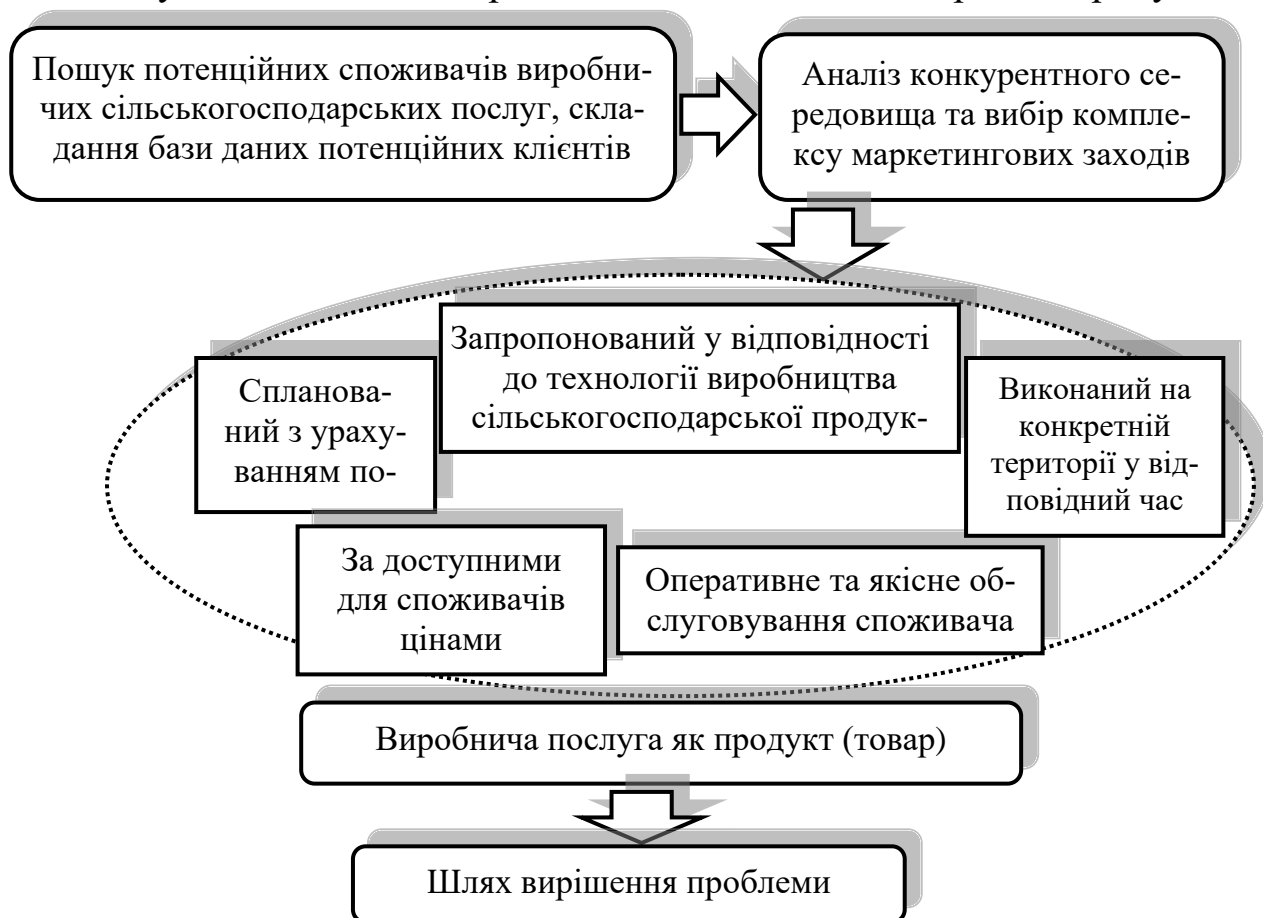 Пошук потенційних споживачів виробни-
чих сільськогосподарських послуг, скла-
дання бази даних потенційних клієнтів
Аналіз конкурентного се-
редовища та вибір компле-
ксу маркетингових заходів
Запропонований у відповідності
до технології виробництва
сільськогосподарської продук-
Спланова-
ний з ураху-
ванням по-
Виконаний на
конкретній
території у від-
повідний час
За доступними
для споживачів
цінами
Оперативне та якісне об-
слуговування споживача
Виробнича послуга як продукт (товар)
Шлях вирішення проблеми